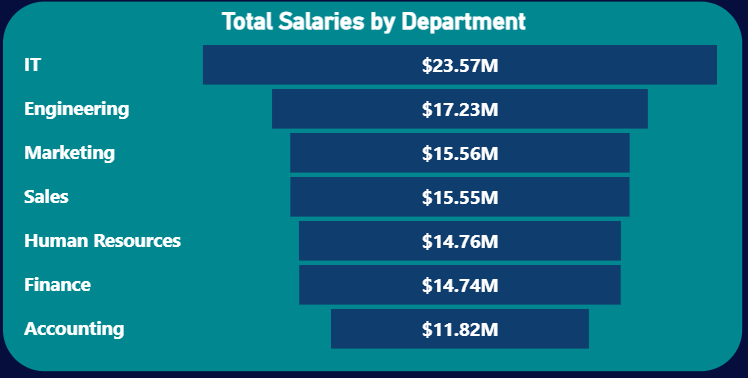 Total Salaries by Department
IT $23.57M
Engineering $17.23M
Marketing $15.56M
Sales $15.55M
Human Resources $14.76M
Finance $14.74M
Accounting $11.82M